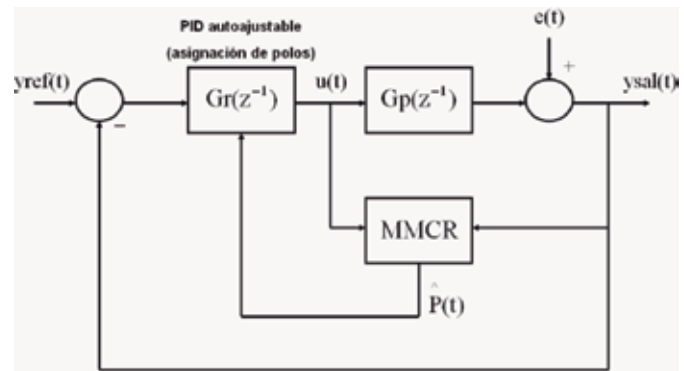 PID autoajustable
(asignación de polos)
e(t)
+
yref(t)
Gr(z⁻¹)
u(t)
Gp(z⁻¹)
ysal(t)
−
MMCR
^
P(t)